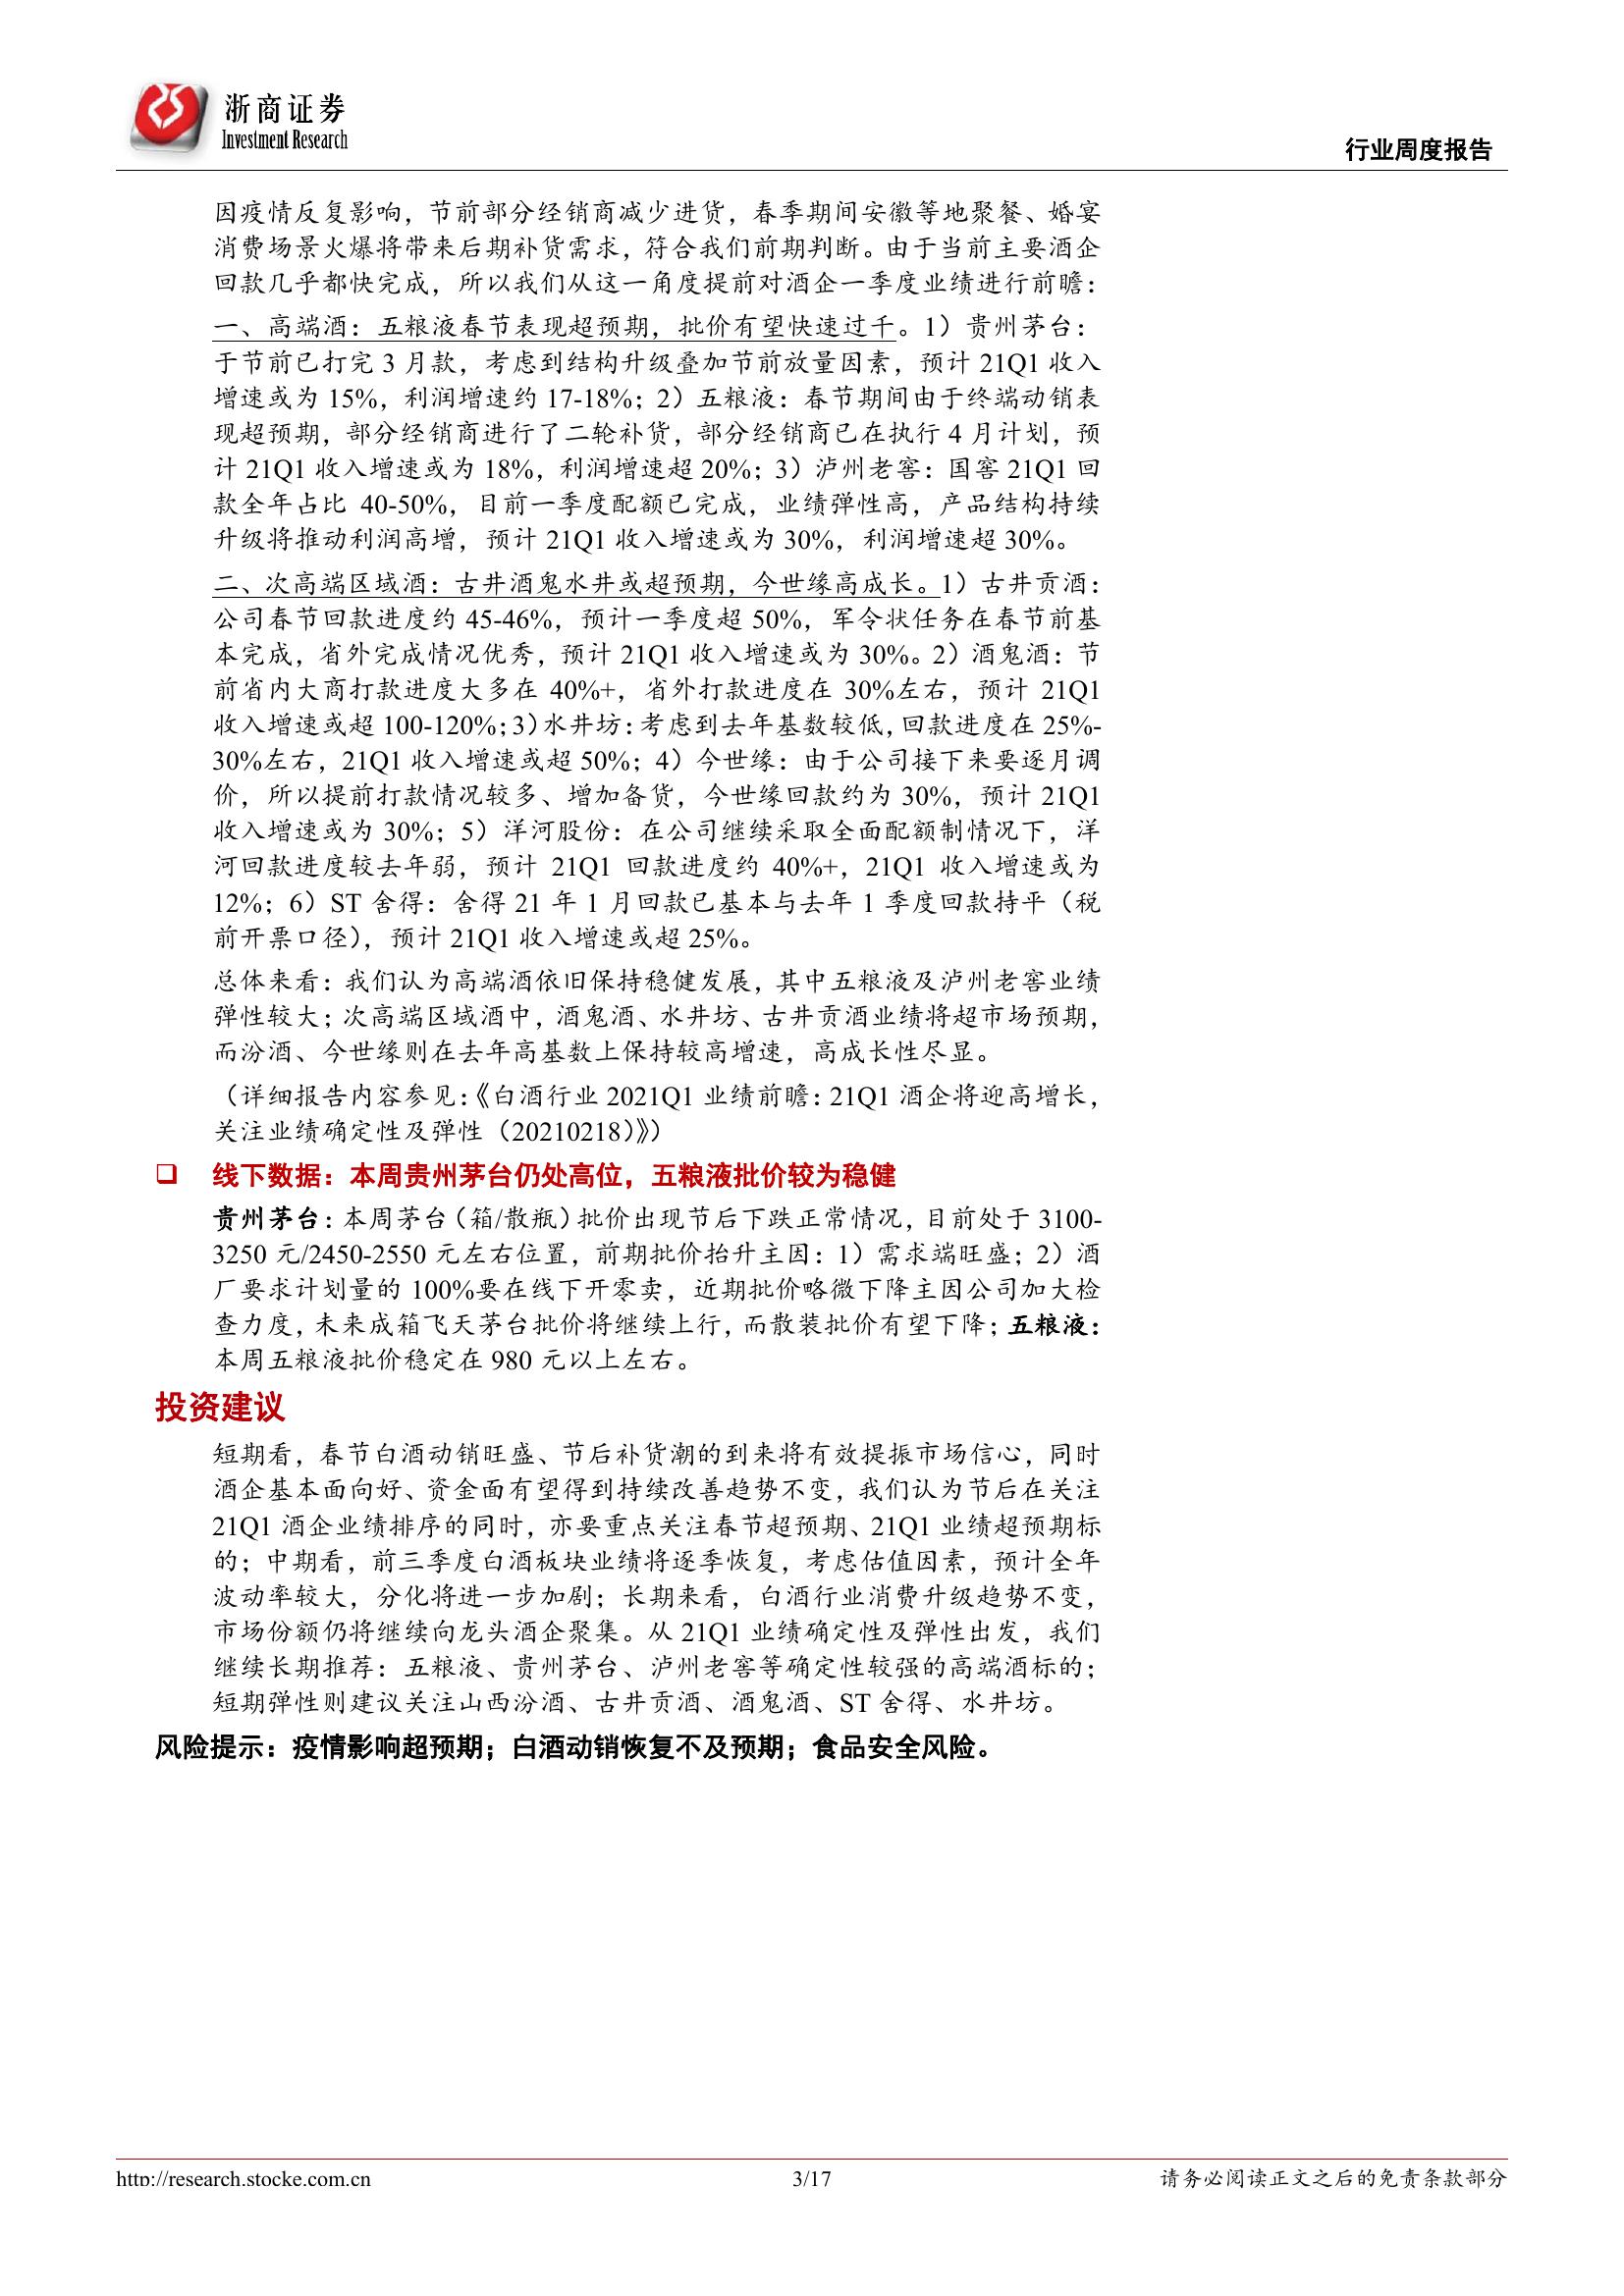 浙商证券
Investment Research
行业周度报告
因疫情反复影响，节前部分经销商减少进货，春季期间安徽等地聚餐、婚宴
消费场景火爆将带来后期补货需求，符合我们前期判断。由于当前主要酒企
回款几乎都快完成，所以我们从这一角度提前对酒企一季度业绩进行前瞻：
一、高端酒：五粮液春节表现超预期，批价有望快速过千。1）贵州茅台：
于节前已打完 3 月款，考虑到结构升级叠加节前放量因素，预计 21Q1 收入
增速或为 15%，利润增速约 17-18%；2）五粮液：春节期间由于终端动销表
现超预期，部分经销商进行了二轮补货，部分经销商已在执行 4 月计划，预
计 21Q1 收入增速或为 18%，利润增速超 20%；3）泸州老窖：国窖 21Q1 回
款全年占比 40-50%，目前一季度配额已完成，业绩弹性高，产品结构持续
升级将推动利润高增，预计 21Q1 收入增速或为 30%，利润增速超 30%。
二、次高端区域酒：古井酒鬼水井或超预期，今世缘高成长。1）古井贡酒：
公司春节回款进度约 45-46%，预计一季度超 50%，军令状任务在春节前基
本完成，省外完成情况优秀，预计 21Q1 收入增速或为 30%。2）酒鬼酒：节
前省内大商打款进度大多在 40%+，省外打款进度在 30%左右，预计 21Q1
收入增速或超 100-120%；3）水井坊：考虑到去年基数较低，回款进度在 25%-
30%左右，21Q1 收入增速或超 50%；4）今世缘：由于公司接下来要逐月调
价，所以提前打款情况较多、增加备货，今世缘回款约为 30%，预计 21Q1
收入增速或为 30%；5）洋河股份：在公司继续采取全面配额制情况下，洋
河回款进度较去年弱，预计 21Q1 回款进度约 40%+，21Q1 收入增速或为
12%；6）ST 舍得：舍得 21 年 1 月回款已基本与去年 1 季度回款持平（税
前开票口径），预计 21Q1 收入增速或超 25%。
总体来看：我们认为高端酒依旧保持稳健发展，其中五粮液及泸州老窖业绩
弹性较大；次高端区域酒中，酒鬼酒、水井坊、古井贡酒业绩将超市场预期，
而汾酒、今世缘则在去年高基数上保持较高增速，高成长性尽显。
（详细报告内容参见：《白酒行业 2021Q1 业绩前瞻：21Q1 酒企将迎高增长，
关注业绩确定性及弹性（20210218）》）
❑ 线下数据：本周贵州茅台仍处高位，五粮液批价较为稳健
贵州茅台：本周茅台（箱/散瓶）批价出现节后下跌正常情况，目前处于 3100-
3250 元/2450-2550 元左右位置，前期批价抬升主因：1）需求端旺盛；2）酒
厂要求计划量的 100%要在线下开零卖，近期批价略微下降主因公司加大检
查力度，未来成箱飞天茅台批价将继续上行，而散装批价有望下降；五粮液：
本周五粮液批价稳定在 980 元以上左右。
投资建议
短期看，春节白酒动销旺盛、节后补货潮的到来将有效提振市场信心，同时
酒企基本面向好、资金面有望得到持续改善趋势不变，我们认为节后在关注
21Q1 酒企业绩排序的同时，亦要重点关注春节超预期、21Q1 业绩超预期标
的；中期看，前三季度白酒板块业绩将逐季恢复，考虑估值因素，预计全年
波动率较大，分化将进一步加剧；长期来看，白酒行业消费升级趋势不变，
市场份额仍将继续向龙头酒企聚集。从 21Q1 业绩确定性及弹性出发，我们
继续长期推荐：五粮液、贵州茅台、泸州老窖等确定性较强的高端酒标的；
短期弹性则建议关注山西汾酒、古井贡酒、酒鬼酒、ST 舍得、水井坊。
风险提示：疫情影响超预期；白酒动销恢复不及预期；食品安全风险。
http://research.stocke.com.cn
3/17
请务必阅读正文之后的免责条款部分